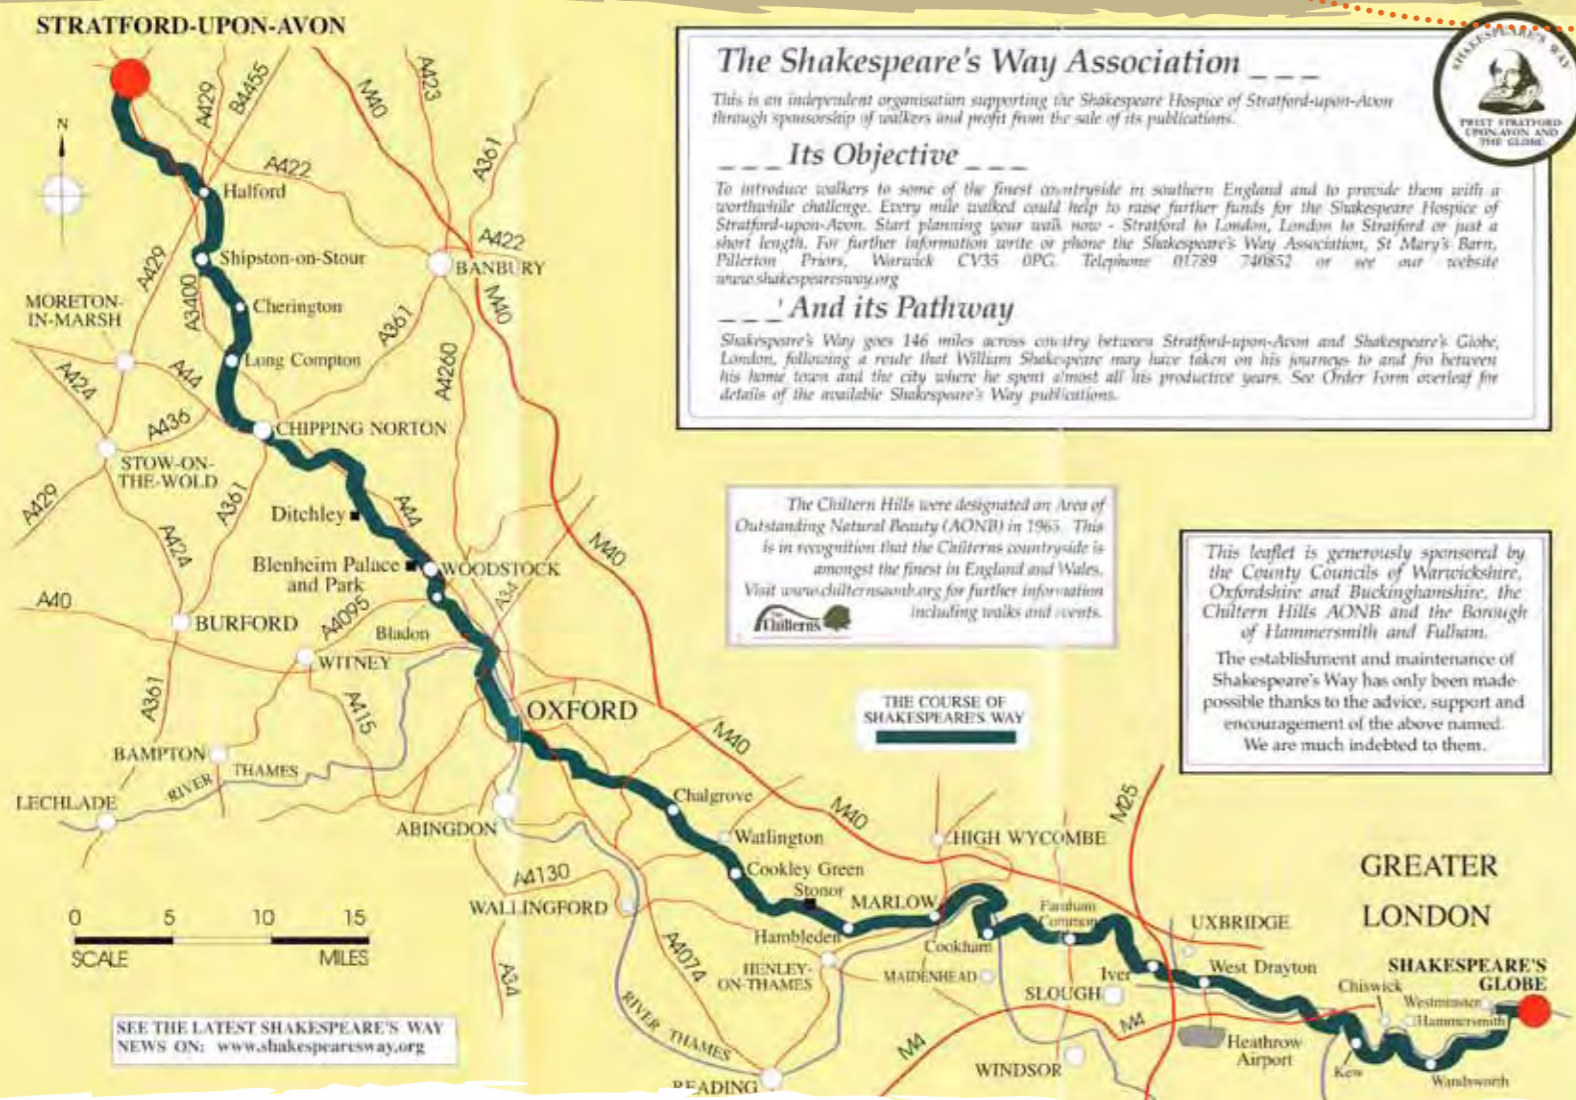 STRATFORD-UPON-AVON
A429
B4455
M40
A423
A361
N
A422
Halford
A422
BANBURY
Shipston-on-Stour
A429
A3400
M40
Cherington
MORETON-
IN-MARSH
A361
A4260
Long Compton
A44
A424
A436
CHIPPING NORTON
STOW-ON-
THE-WOLD
A429
A361
A424
Ditchley
A44
M40
Blenheim Palace
and Park
WOODSTOCK
A34
A40
BURFORD
A4095
Bladon
WITNEY
A361
A415
OXFORD
BAMPTON
RIVER THAMES
LECHLADE
ABINGDON
M40
Chalgrove
Watlington
M40
M25
HIGH WYCOMBE
Cookley Green
A4130
Stonor
WALLINGFORD
MARLOW
Farnham
Common
UXBRIDGE
Hambleden
Cookham
A4074
HENLEY-
ON-THAMES
MAIDENHEAD
Iver
West Drayton
SLOUGH
A34
RIVER THAMES
M4
M4
Heathrow
Airport
WINDSOR
READING
GREATER
LONDON
SHAKESPEARE'S
GLOBE
Chiswick
Westminster
Hammersmith
Kew
Wandsworth
0 5 10 15
SCALE MILES
SEE THE LATEST SHAKESPEARE'S WAY
NEWS ON: www.shakespearesway.org
The Shakespeare's Way Association _ _ _
This is an independent organisation supporting the Shakespeare Hospice of Stratford-upon-Avon
through sponsorship of walkers and profit from the sale of its publications.
_ _ _ Its Objective _ _ _
To introduce walkers to some of the finest countryside in southern England and to provide them with a
worthwhile challenge. Every mile walked could help to raise further funds for the Shakespeare Hospice of
Stratford-upon-Avon. Start planning your walk now - Stratford to London, London to Stratford or just a
short length. For further information write or phone the Shakespeare's Way Association, St Mary's Barn,
Pillerton Priors, Warwick CV35 0PG. Telephone 01789 740852 or see our website
www.shakespearesway.org
_ _ _' And its Pathway
Shakespeare's Way goes 146 miles across country between Stratford-upon-Avon and Shakespeare's Globe,
London, following a route that William Shakespeare may have taken on his journeys to and fro between
his home town and the city where he spent almost all his productive years. See Order Form overleaf for
details of the available Shakespeare's Way publications.
SHAKESPEARE'S WAY
TWIXT STRATFORD-
UPON-AVON AND
THE GLOBE
The Chiltern Hills were designated an Area of
Outstanding Natural Beauty (AONB) in 1965. This
is in recognition that the Chilterns countryside is
amongst the finest in England and Wales.
Visit www.chilternsaonb.org for further information
including walks and events.
The
Chilterns
THE COURSE OF
SHAKESPEARE'S WAY
This leaflet is generously sponsored by
the County Councils of Warwickshire,
Oxfordshire and Buckinghamshire, the
Chiltern Hills AONB and the Borough
of Hammersmith and Fulham.
The establishment and maintenance of
Shakespeare's Way has only been made
possible thanks to the advice, support and
encouragement of the above named.
We are much indebted to them.